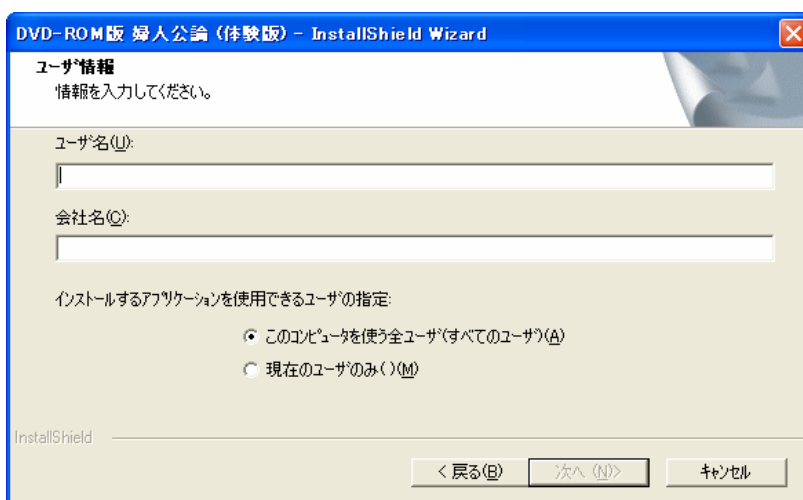 DVD-ROM版 婦人公論 (体験版) - InstallShield Wizard
ユーザ情報
情報を入力してください。
ユーザ名(U):
会社名(C):
インストールするアプリケーションを使用できるユーザの指定:
このコンピュータを使う全ユーザ(すべてのユーザ)(A)
現在のユーザのみ()(M)
InstallShield
< 戻る(B)
次へ (N)>
キャンセル